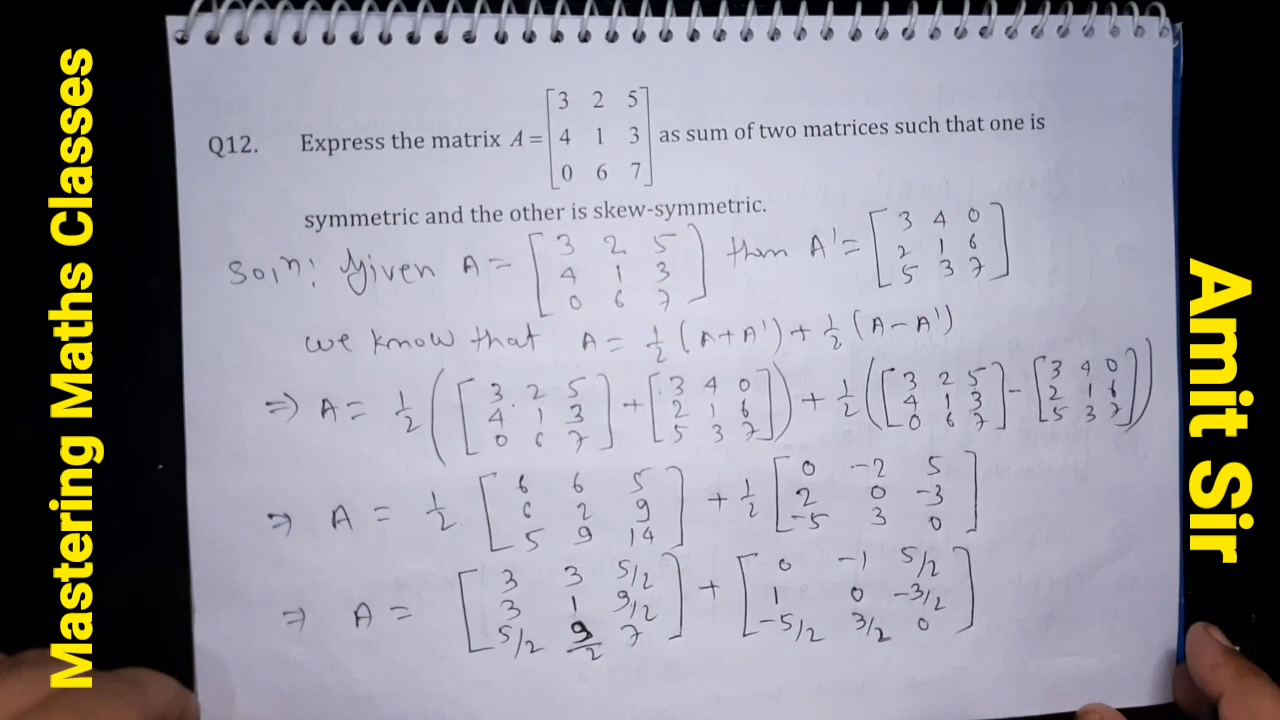 Mastering Maths Classes
Q12. Express the matrix A = [3 2 5; 4 1 3; 0 6 7] as sum of two matrices such that one is
symmetric and the other is skew-symmetric.
Soln: Given A = [3 2 5; 4 1 3; 0 6 7] then A' = [3 4 0; 2 1 6; 5 3 7]
we know that A = 1/2 (A+A') + 1/2 (A-A')
⇒ A = 1/2 ([3 2 5; 4 1 3; 0 6 7] + [3 4 0; 2 1 6; 5 3 7]) + 1/2 ([3 2 5; 4 1 3; 0 6 7] - [3 4 0; 2 1 6; 5 3 7])
⇒ A = 1/2 [6 6 5; 6 2 9; 5 9 14] + 1/2 [0 -2 5; 2 0 -3; -5 3 0]
⇒ A = [3 3 5/2; 3 1 9/2; 5/2 9/2 7] + [0 -1 5/2; 1 0 -3/2; -5/2 3/2 0]
Amit Sir